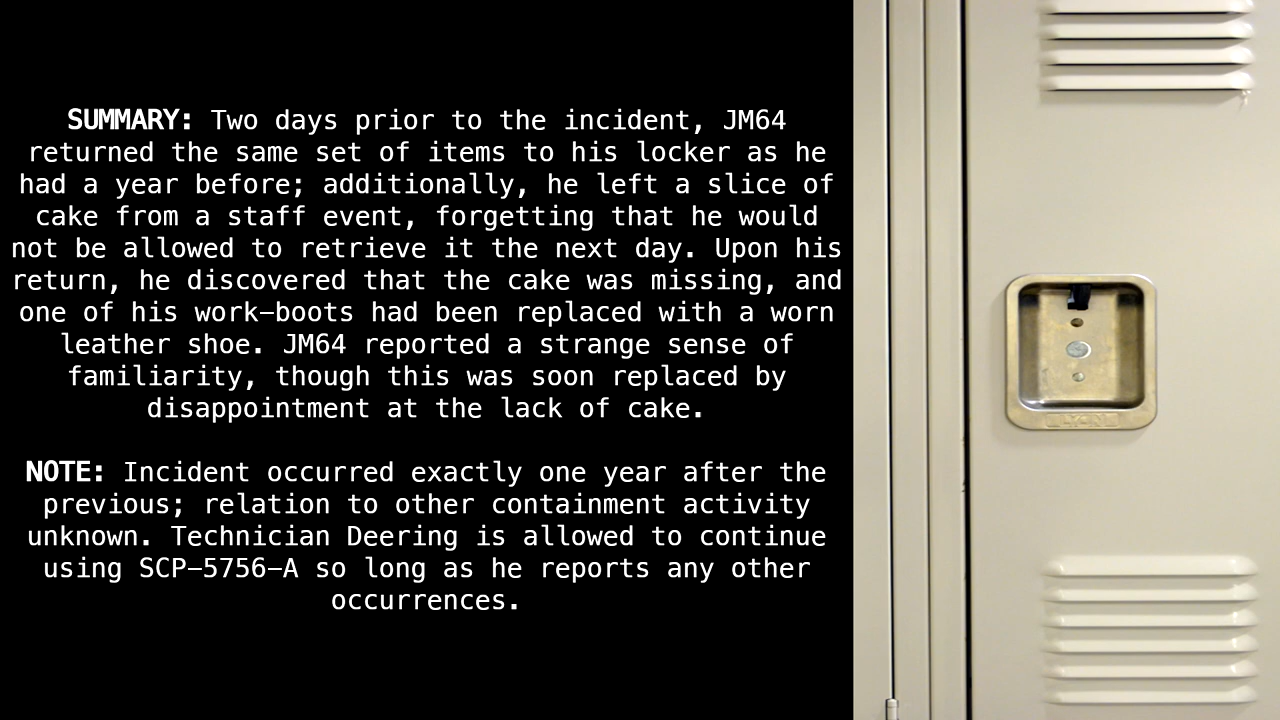 SUMMARY: Two days prior to the incident, JM64
returned the same set of items to his locker as he
had a year before; additionally, he left a slice of
cake from a staff event, forgetting that he would
not be allowed to retrieve it the next day. Upon his
return, he discovered that the cake was missing, and
one of his work–boots had been replaced with a worn
leather shoe. JM64 reported a strange sense of
familiarity, though this was soon replaced by
disappointment at the lack of cake.
NOTE: Incident occurred exactly one year after the
previous; relation to other containment activity
unknown. Technician Deering is allowed to continue
using SCP–5756–A so long as he reports any other
occurrences.